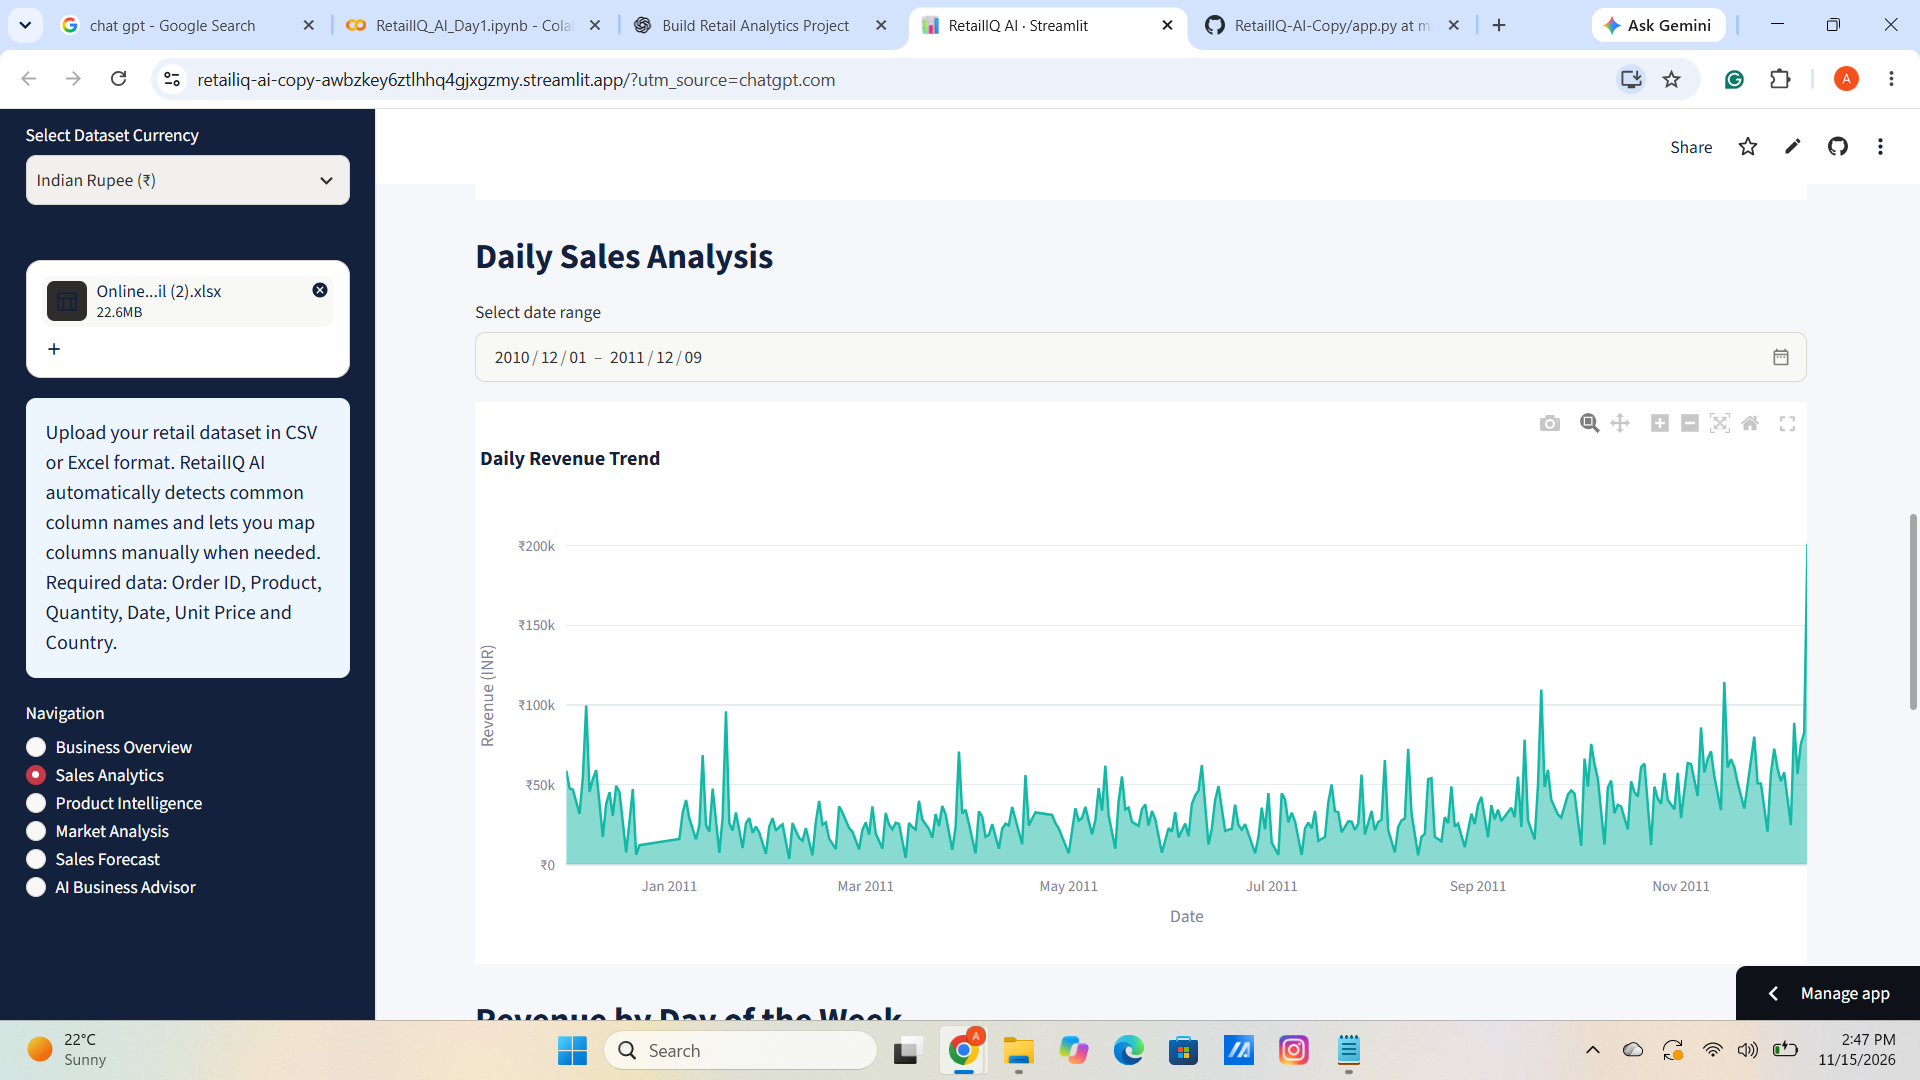 chat gpt - Google Search
RetailIQ_AI_Day1.ipynb - Cola
Build Retail Analytics Project
RetailIQ AI · Streamlit
RetailIQ-AI-Copy/app.py at m
Ask Gemini
retailiq-ai-copy-awbzkey6ztlhhq4gjxgzmy.streamlit.app/?utm_source=chatgpt.com
A
Select Dataset Currency
Indian Rupee (₹)
Online...il (2).xlsx
22.6MB
Upload your retail dataset in CSV
or Excel format. RetailIQ AI
automatically detects common
column names and lets you map
columns manually when needed.
Required data: Order ID, Product,
Quantity, Date, Unit Price and
Country.
Navigation
Business Overview
Sales Analytics
Product Intelligence
Market Analysis
Sales Forecast
AI Business Advisor
Share
Daily Sales Analysis
Select date range
2010/12/01 – 2011/12/09
Daily Revenue Trend
₹200k
₹150k
₹100k
₹50k
₹0
Revenue (INR)
Jan 2011
Mar 2011
May 2011
Jul 2011
Sep 2011
Nov 2011
Date
Revenue by Day of the Week
Manage app
22°C
Sunny
Search
A
2:47 PM
11/15/2026